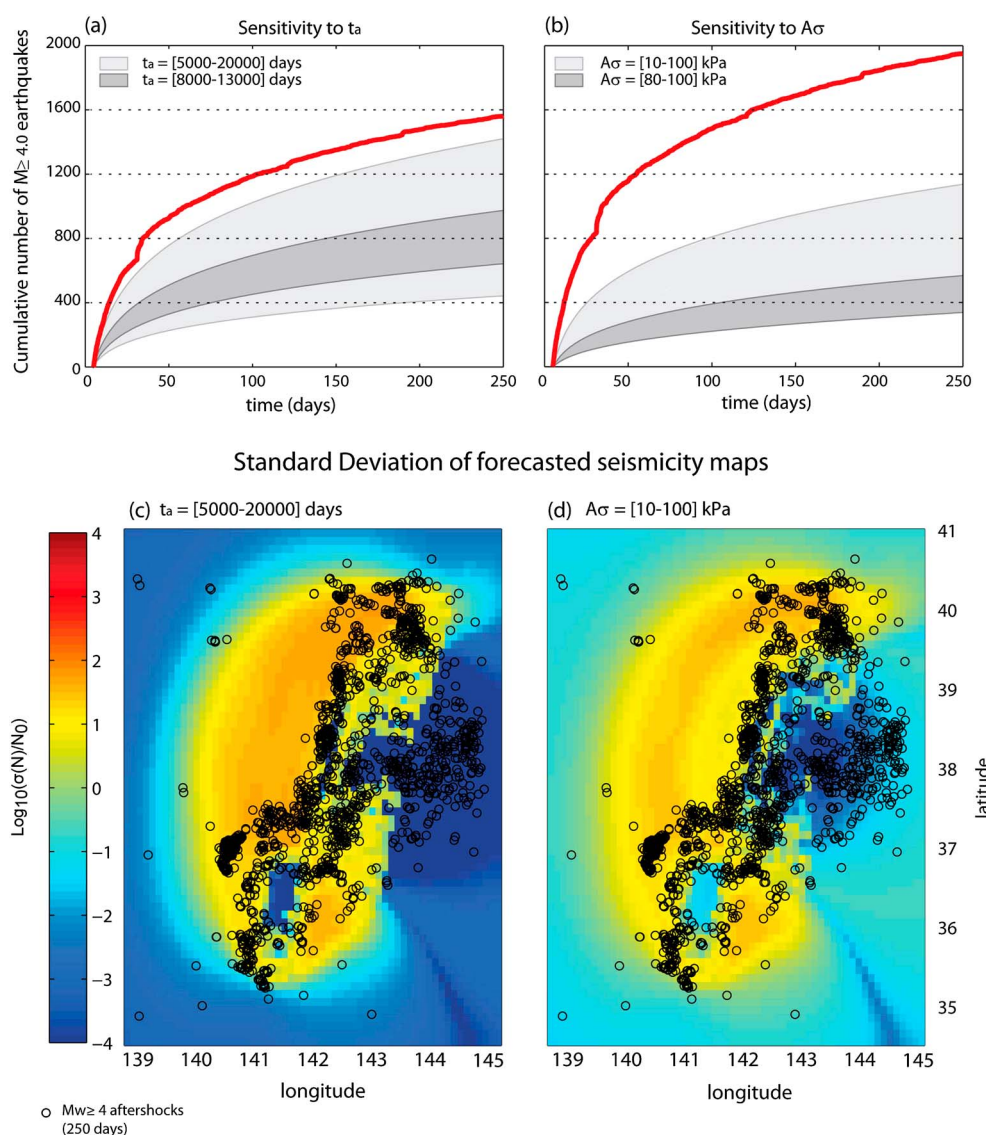 (a) Sensitivity to ta
(b) Sensitivity to Aσ
Cumulative number of M≥ 4.0 earthquakes
2000
1600
1200
800
400
0
ta = [5000-20000] days
ta = [8000-13000] days
Aσ = [10-100] kPa
Aσ = [80-100] kPa
0 50 100 150 200 250
time (days)
0 50 100 150 200 250
time (days)
Standard Deviation of forecasted seismicity maps
(c) ta = [5000-20000] days
(d) Aσ = [10-100] kPa
Log10(σ(N)/N0)
4
3
2
1
0
−1
−2
−3
−4
41
40
39
38
37
36
35
latitude
139 140 141 142 143 144 145
longitude
139 140 141 142 143 144 145
longitude
Mw≥ 4 aftershocks
(250 days)